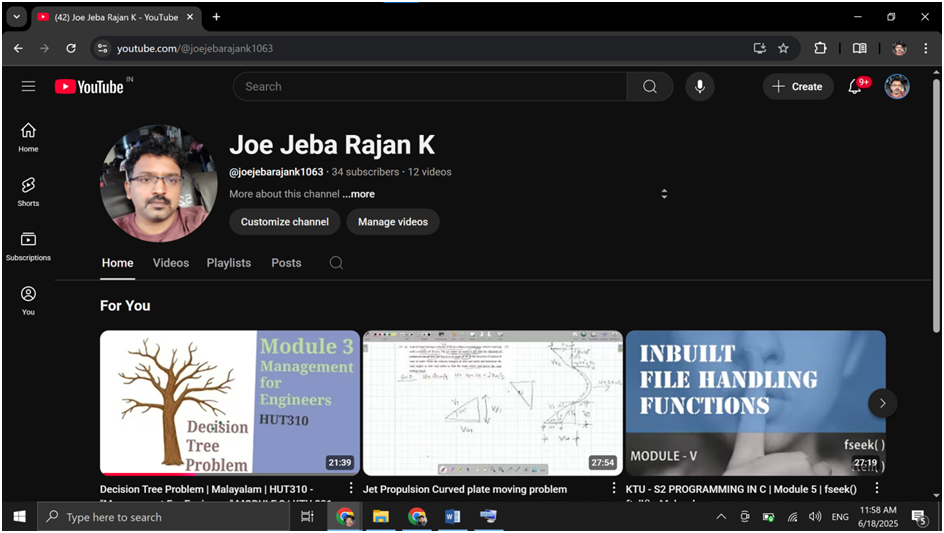 (42) Joe Jeba Rajan K - YouTube
youtube.com/@joejebarajank1063
YouTube IN
Search
Create
9+
Home
Shorts
Subscriptions
You
Joe Jeba Rajan K
@joejebarajank1063 · 34 subscribers · 12 videos
More about this channel ...more
Customize channel
Manage videos
Home Videos Playlists Posts
For You
Module 3
Management
for
Engineers
HUT310
Decision
Tree
Problem
21:39
27:54
INBUILT
FILE HANDLING
FUNCTIONS
MODULE - V
fseek( )
27:19
Decision Tree Problem | Malayalam | HUT310 -
Jet Propulsion Curved plate moving problem
KTU - S2 PROGRAMMING IN C | Module 5 | fseek()
Type here to search
ENG
11:58 AM
6/18/2025
5